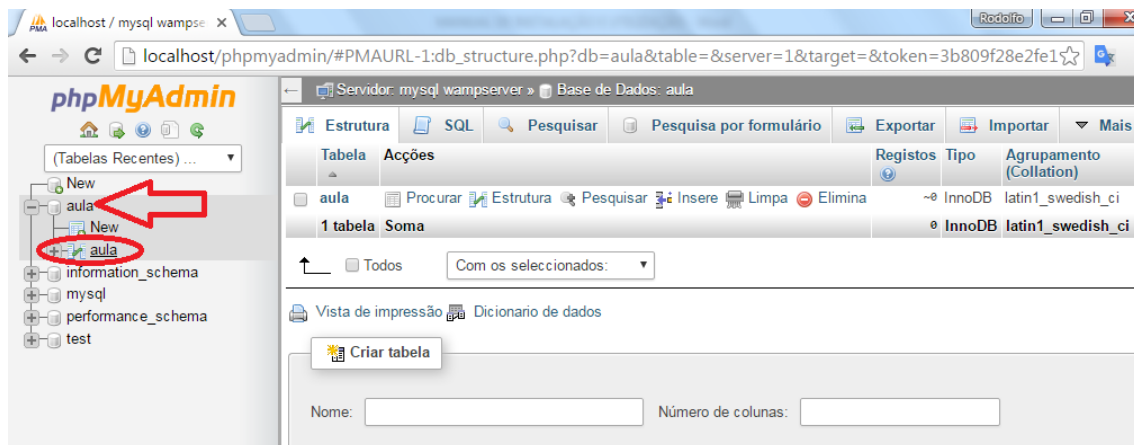 localhost / mysql wampse
Rodolfo
localhost/phpmyadmin/#PMAURL-1:db_structure.php?db=aula&table=&server=1&target=&token=3b809f28e2fe1
phpMyAdmin
(Tabelas Recentes) ...
New
aula
New
aula
information_schema
mysql
performance_schema
test
Servidor: mysql wampserver » Base de Dados: aula
Estrutura SQL Pesquisar Pesquisa por formulário Exportar Importar Mais
Tabela Acções Registos Tipo Agrupamento (Collation)
aula Procurar Estrutura Pesquisar Insere Limpa Elimina ~0 InnoDB latin1_swedish_ci
1 tabela Soma 0 InnoDB latin1_swedish_ci
Todos Com os seleccionados:
Vista de impressão Dicionario de dados
Criar tabela
Nome: Número de colunas: